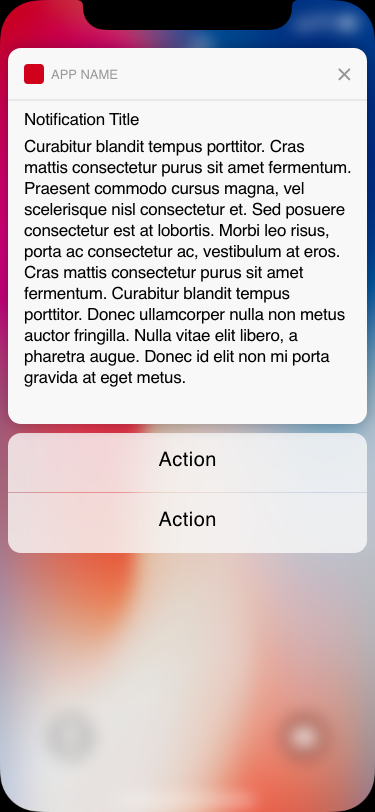 APP NAME
Notification Title
Curabitur blandit tempus porttitor. Cras
mattis consectetur purus sit amet fermentum.
Praesent commodo cursus magna, vel
scelerisque nisl consectetur et. Sed posuere
consectetur est at lobortis. Morbi leo risus,
porta ac consectetur ac, vestibulum at eros.
Cras mattis consectetur purus sit amet
fermentum. Curabitur blandit tempus
porttitor. Donec ullamcorper nulla non metus
auctor fringilla. Nulla vitae elit libero, a
pharetra augue. Donec id elit non mi porta
gravida at eget metus.
Action
Action